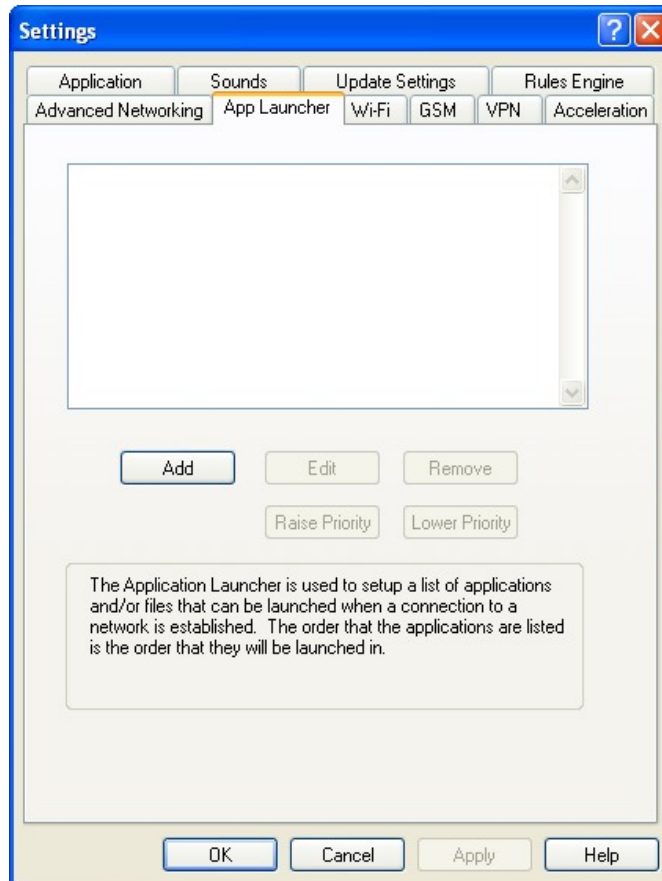 Settings
Application Sounds Update Settings Rules Engine
Advanced Networking App Launcher Wi-Fi GSM VPN Acceleration
Add Edit Remove
Raise Priority Lower Priority
The Application Launcher is used to setup a list of applications
and/or files that can be launched when a connection to a
network is established. The order that the applications are listed
is the order that they will be launched in.
OK Cancel Apply Help